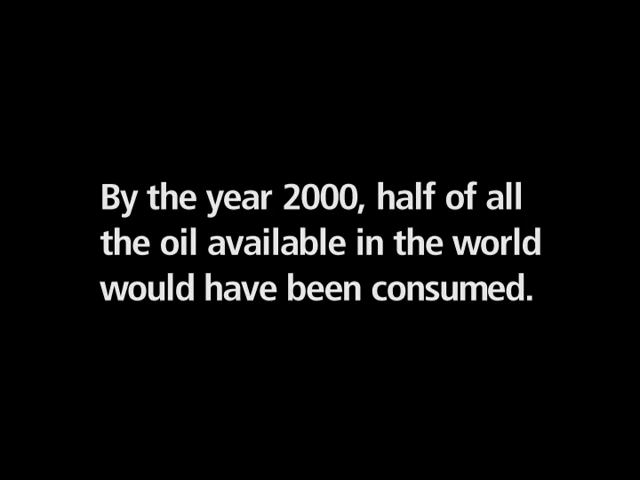 By the year 2000, half of all
the oil available in the world
would have been consumed.